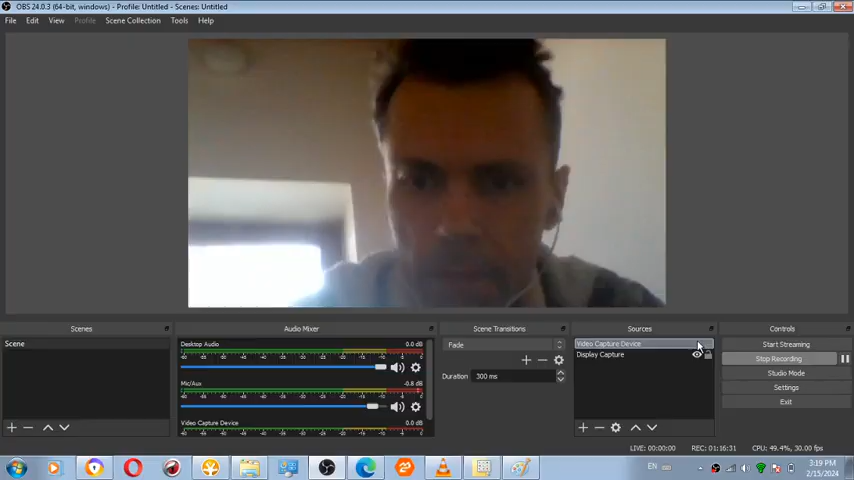 OBS 24.0.3 (64-bit, windows) - Profile: Untitled - Scenes: Untitled
File Edit View Profile Scene Collection Tools Help
Scenes
Audio Mixer
Scene Transitions
Sources
Controls
Scene
Desktop Audio 0.0 dB
Mic/Aux -0.8 dB
Video Capture Device 0.0 dB
Fade
Duration 300 ms
Video Capture Device
Display Capture
Start Streaming
Stop Recording
Studio Mode
Settings
Exit
LIVE: 00:00:00 REC: 01:16:31 CPU: 49.4%, 30.00 fps
EN
3:19 PM
2/15/2024